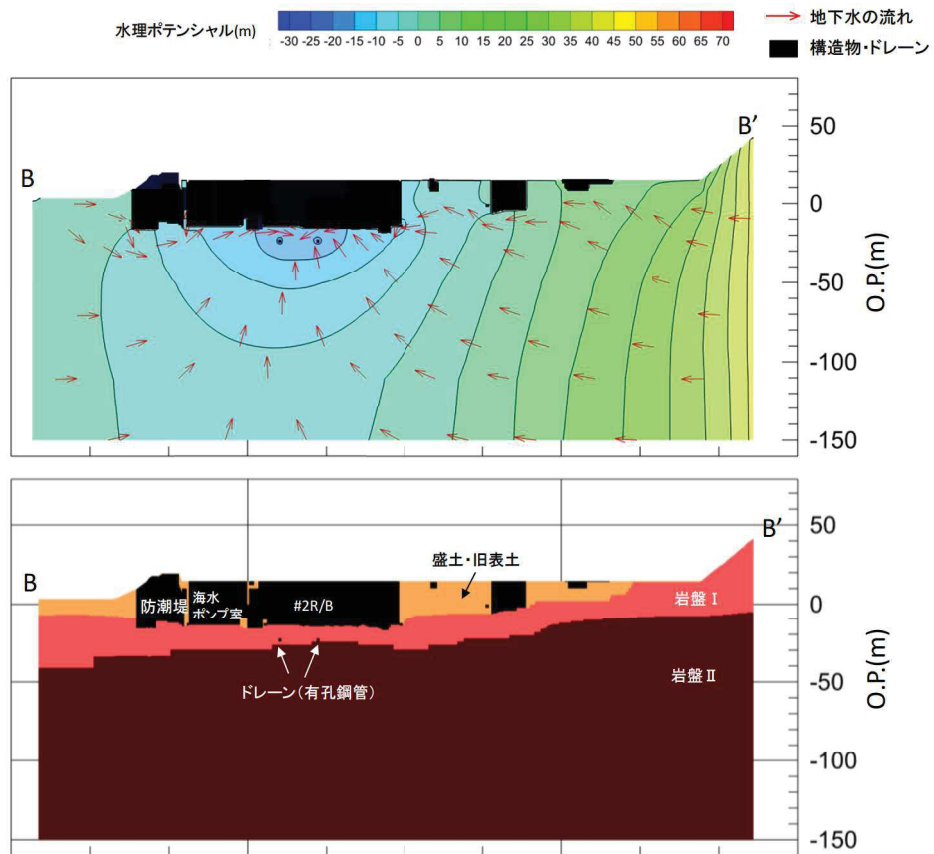 水理ポテンシャル(m)
-30 -25 -20 -15 -10 -5 0 5 10 15 20 25 30 35 40 45 50 55 60 65 70
地下水の流れ
構造物・ドレーン
B
B’
50
0
-50
-100
-150
O.P.(m)
B
B’
盛土・旧表土
防潮堤
海水
ポンプ室
#2R/B
岩盤Ⅰ
ドレーン(有孔鋼管)
岩盤Ⅱ
50
0
-50
-100
-150
O.P.(m)